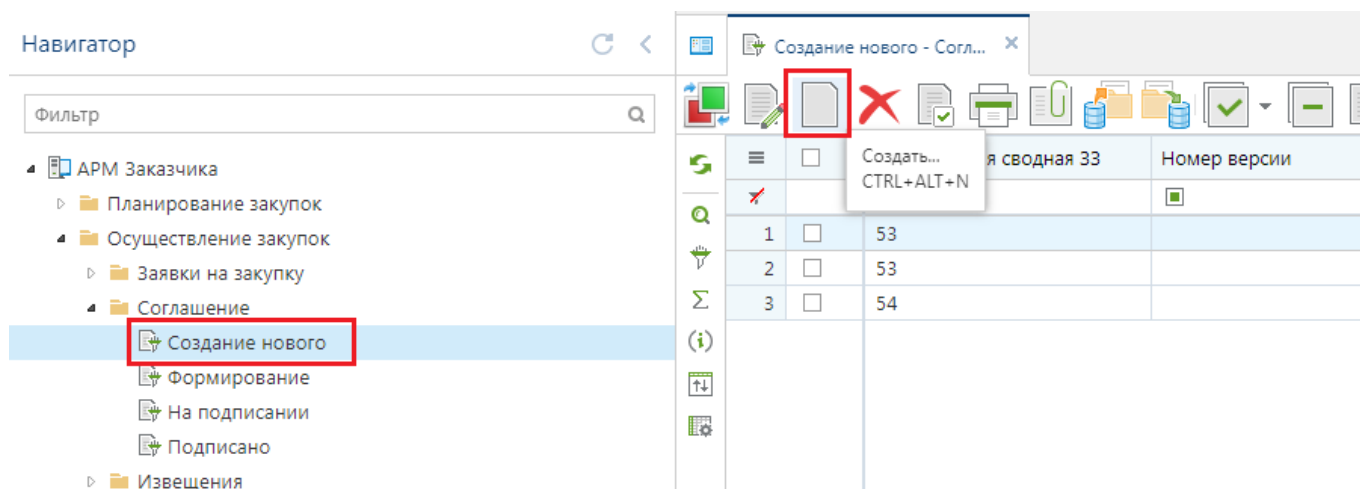 Навигатор
Создание нового - Согл...
Фильтр
Создать...
CTRL+ALT+N
я сводная ЗЗ
Номер версии
АРМ Заказчика
Планирование закупок
Осуществление закупок
Заявки на закупку
Соглашение
Создание нового
Формирование
На подписании
Подписано
Извещения
1 53
2 53
3 54